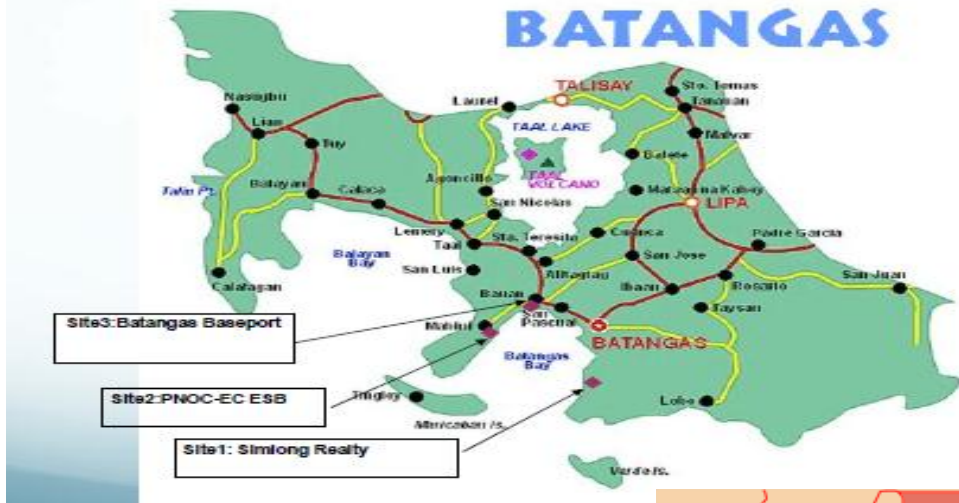 BATANGAS
TALISAY
Sto. Tomas
Tanauan
Laurel
Nasugbu
Lian
TAAL LAKE
Malvar
Tuy
Balete
TAAL
VOLCANO
Agoncillo
Talin Pt.
Balayan
Calaca
San Nicolas
LIPA
Lemery
Cuenca
Padre Garcia
Taal
Sta. Teresita
Balayan
Bay
San Luis
Alitagtag
San Jose
Calatagan
Ibaan
Rosario
San Juan
Bauan
San
Pascual
Taysan
Site3:Batangas Baseport
Mabini
BATANGAS
Batangas
Bay
Site2:PNOC-EC ESB
Tingloy
Lobo
Maricaban Is.
Site1: Simlong Realty
Verde Is.